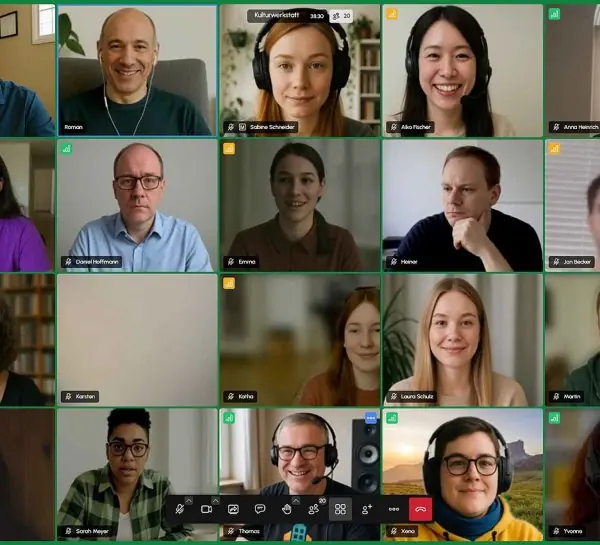 Kulturwerkstatt 38:30 20
Roman
Sabine Schneider
Aiko Fischer
Anna Heinrich
Daniel Hoffmann
Emma
Heiner
Jan Becker
Karsten
Katha
Laura Schulz
Martin
20
Sarah Meyer
Thomas
Xena
Yvonne